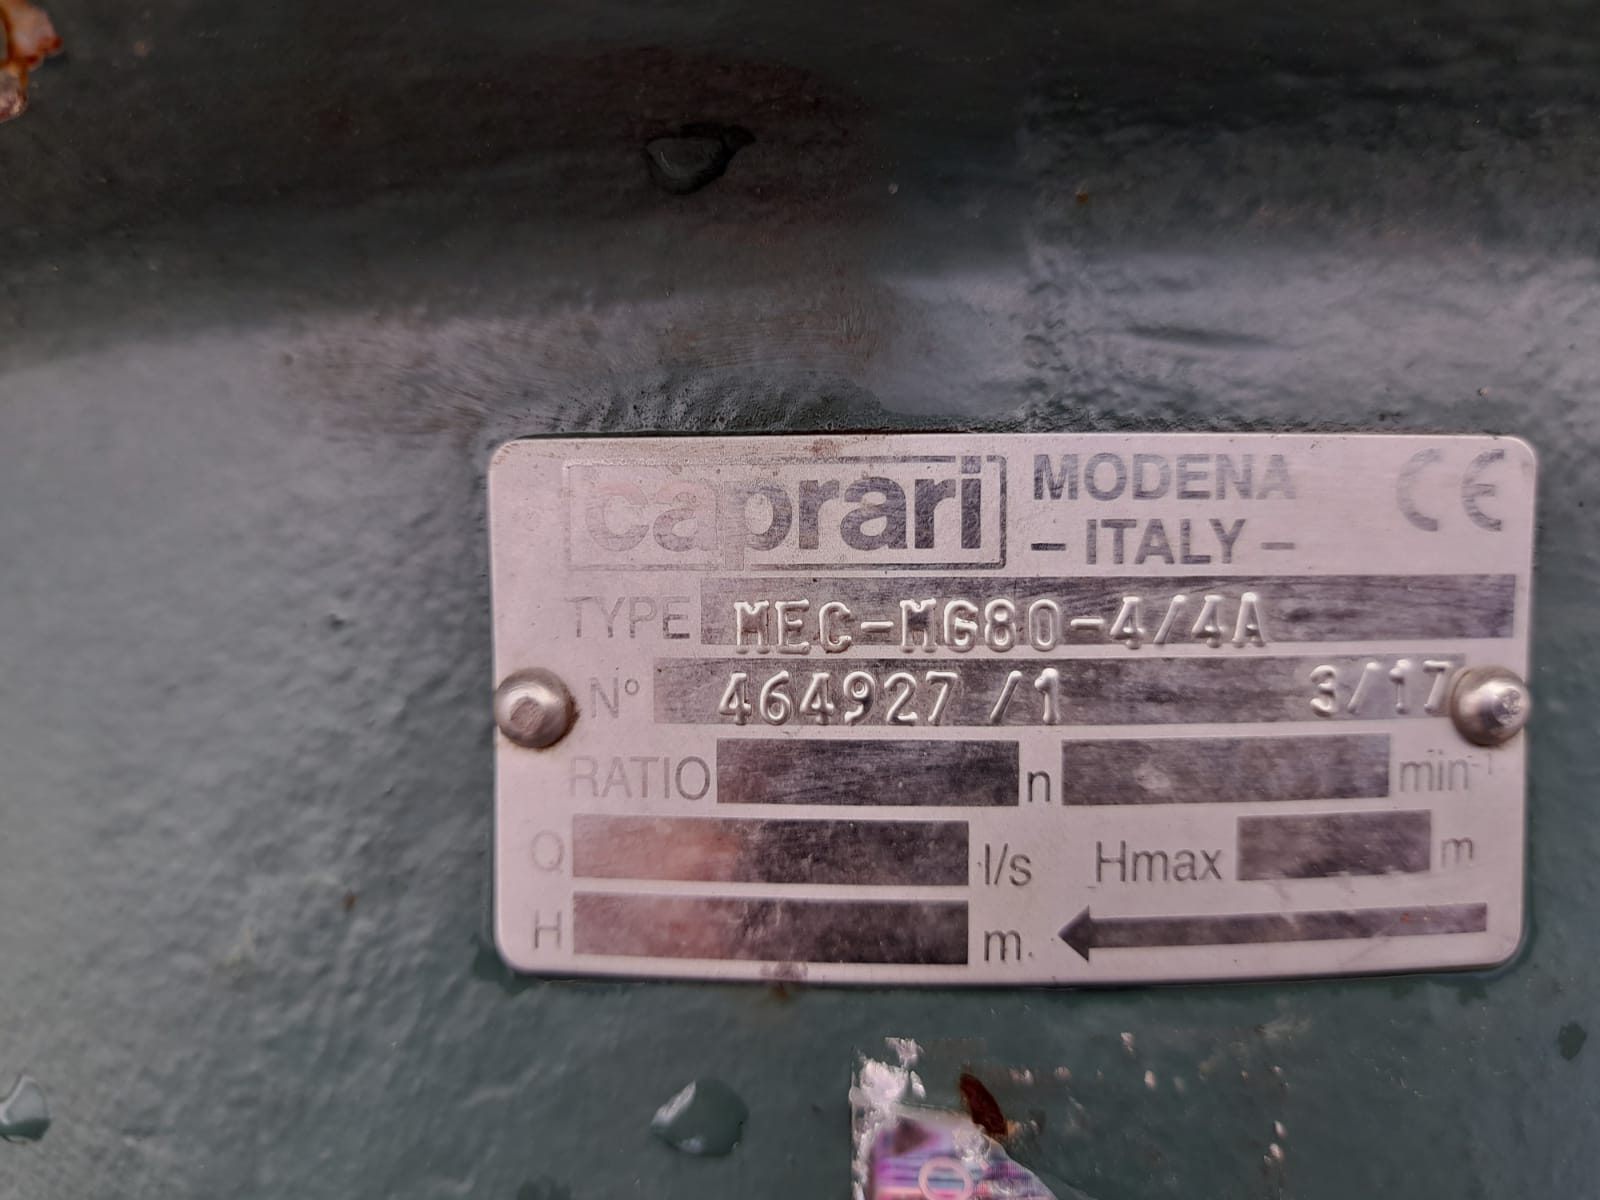 caprari MODENA
- ITALY -
CE
TYPE MEC-MG80-4/4A
N° 464927 /1 3/17
RATIO n min⁻¹
Q l/s Hmax m
H m.